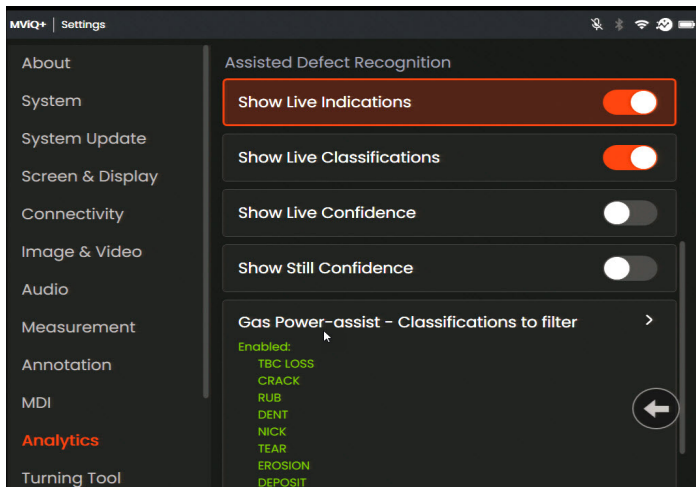 MViQ+ | Settings
About
System
System Update
Screen & Display
Connectivity
Image & Video
Audio
Measurement
Annotation
MDI
Analytics
Turning Tool
Assisted Defect Recognition
Show Live Indications
Show Live Classifications
Show Live Confidence
Show Still Confidence
Gas Power-assist - Classifications to filter
Enabled:
TBC LOSS
CRACK
RUB
DENT
NICK
TEAR
EROSION
DEPOSIT